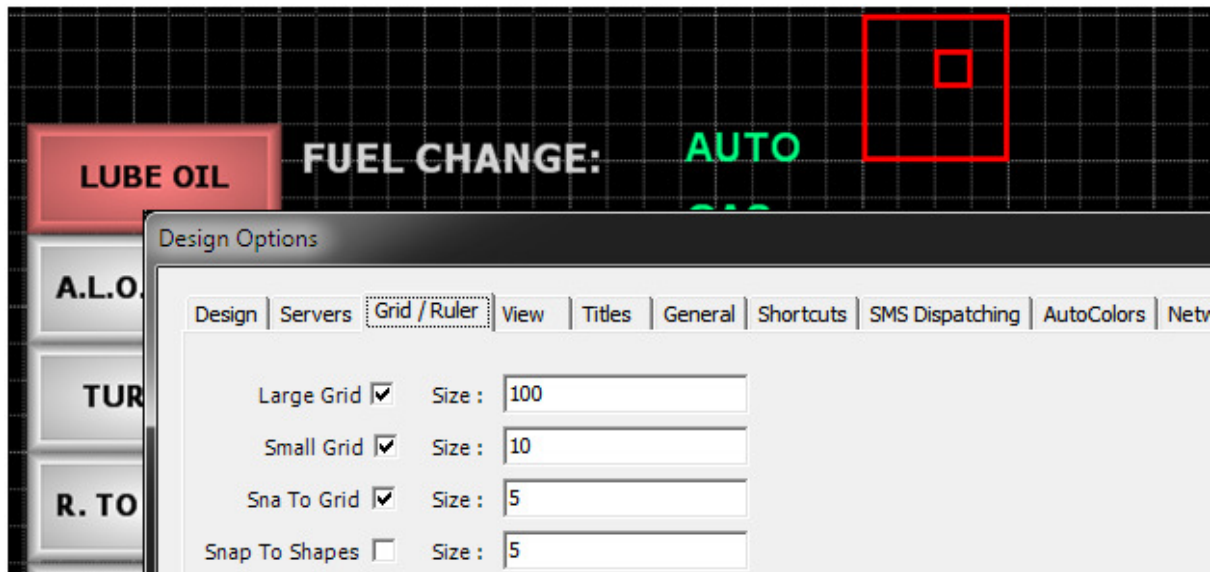 LUBE OIL
FUEL CHANGE:
AUTO
A.L.O.
TUR
R. TO
Design Options
Design Servers Grid / Ruler View Titles General Shortcuts SMS Dispatching AutoColors Netw
Large Grid Size : 100
Small Grid Size : 10
Sna To Grid Size : 5
Snap To Shapes Size : 5